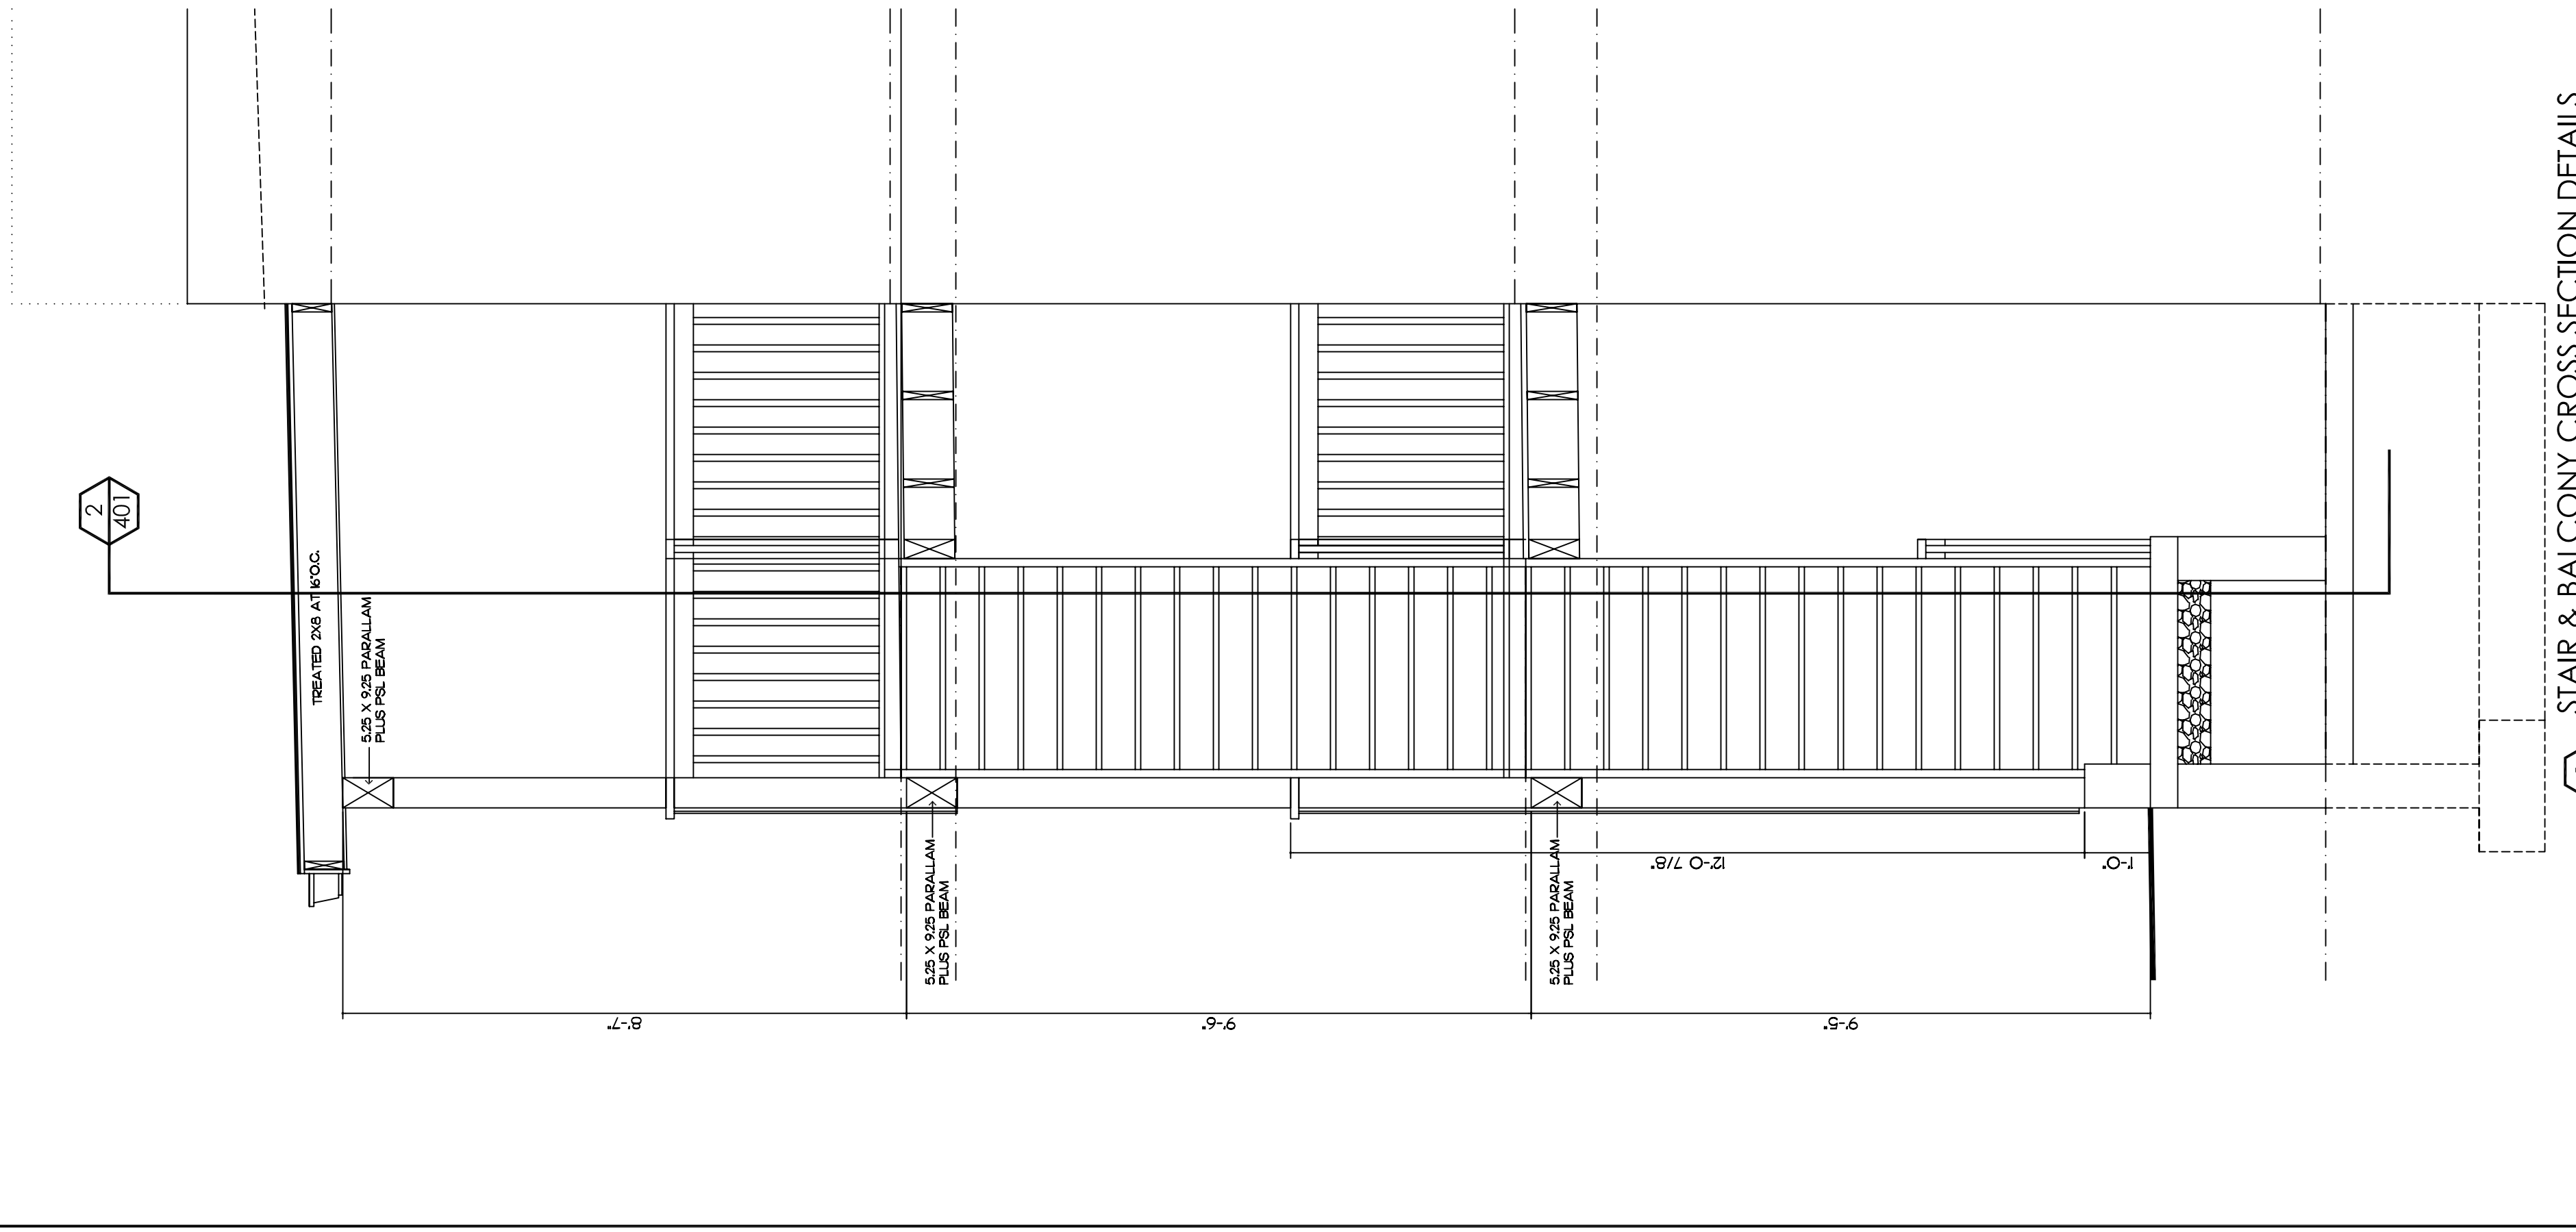 2
401
TREATED 2X8 AT 16"O.C.
5.25 X 9.25 PARALLAM
PLUS PSL BEAM
5.25 X 9.25 PARALLAM
PLUS PSL BEAM
5.25 X 9.25 PARALLAM
PLUS PSL BEAM
12'-0 7/8"
1'-0"
8'-7"
9'-6"
9'-5"
STAIR & BALCONY CROSS SECTION DETAILS